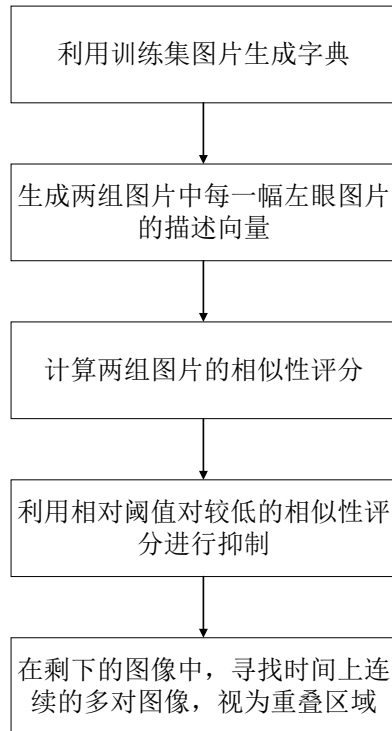 利用训练集图片生成字典
生成两组图片中每一幅左眼图片
的描述向量
计算两组图片的相似性评分
利用相对阈值对较低的相似性评
分进行抑制
在剩下的图像中，寻找时间上连
续的多对图像，视为重叠区域